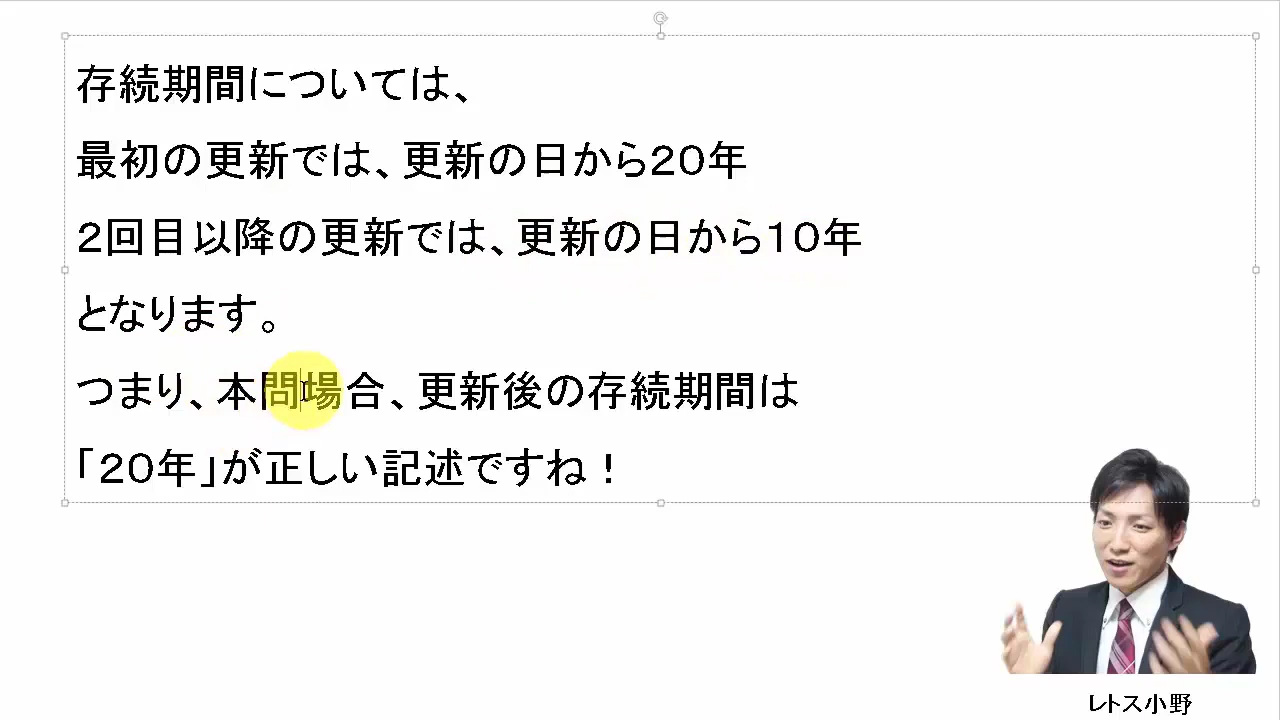 存続期間については、
最初の更新では、更新の日から20年
2回目以降の更新では、更新の日から10年
となります。
つまり、本問場合、更新後の存続期間は
「20年」が正しい記述ですね！
レトス小野